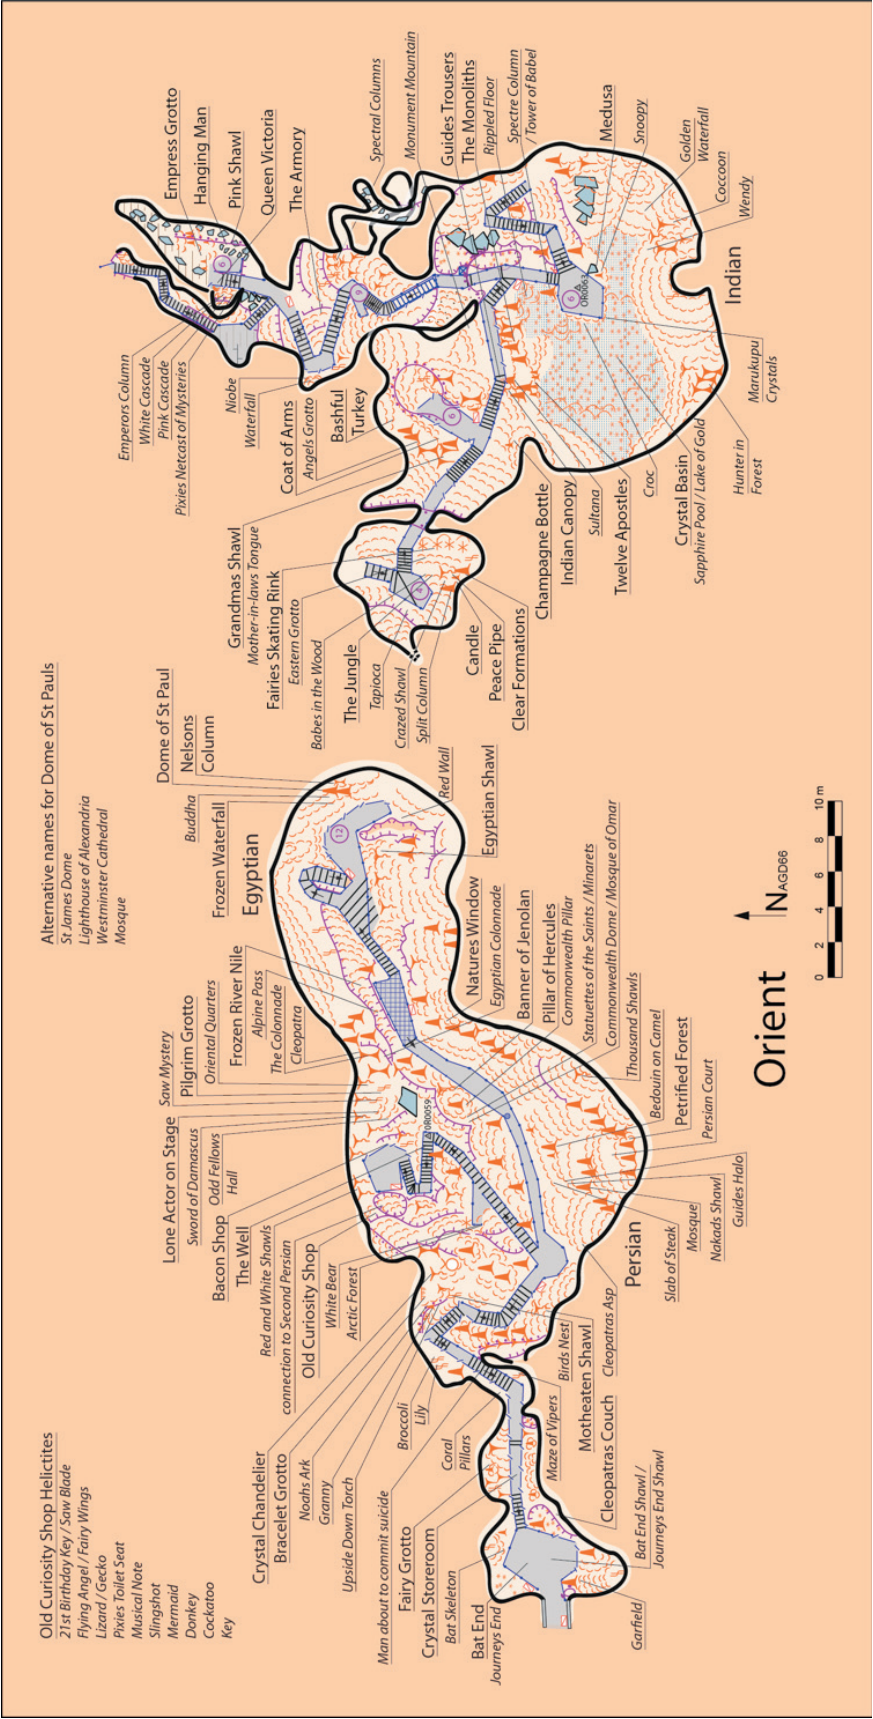 Old Curiosity Shop Helictites
21st Birthday Key / Saw Blade
Flying Angel / Fairy Wings
Lizard / Gecko
Pixies Toilet Seat
Musical Note
Slingshot
Mermaid
Donkey
Cockatoo
Key
Alternative names for Dome of St Pauls
St James Dome
Lighthouse of Alexandria
Westminster Cathedral
Mosque
Crystal Chandelier
Bracelet Grotto
Noahs Ark
Granny
Upside Down Torch
Man about to commit suicide
Fairy Grotto
Crystal Storeroom
Bat Skeleton
Bat End
Journeys End
Broccoli
Lily
Coral
Pillars
Garfield
Bat End Shawl /
Journeys End Shawl
Cleopatras Couch
Maze of Vipers
Motheaten Shawl
Birds Nest
Cleopatras Asp
Persian
Lone Actor on Stage
Sword of Damascus
Odd Fellows
Hall
Bacon Shop
The Well
Red and White Shawls
connection to Second Persian
Old Curiosity Shop
White Bear
Arctic Forest
Saw Mystery
Pilgrim Grotto
Oriental Quarters
Frozen River Nile
Alpine Pass
The Colonnade
Cleopatra
OR0059
Slab of Steak
Mosque
Nakads Shawl
Guides Halo
Persian Court
Petrified Forest
Bedouin on Camel
Thousand Shawls
Commonwealth Dome / Mosque of Omar
Statuettes of the Saints / Minarets
Commonwealth Pillar
Pillar of Hercules
Banner of Jenolan
Egyptian Colonnade
Natures Window
Egyptian
Frozen Waterfall
Buddha
Nelsons
Column
Dome of St Paul
12
Egyptian Shawl
Red Wall
Orient
N AGD66
0 2 4 6 8 10 m
Grandmas Shawl
Mother-in-laws Tongue
Fairies Skating Rink
Eastern Grotto
Babes in the Wood
The Jungle
Tapioca
Crazed Shawl
Split Column
Candle
Peace Pipe
Clear Formations
Coat of Arms
Angels Grotto
Bashful
Turkey
6
Niobe
Waterfall
Emperors Column
White Cascade
Pink Cascade
Pixies Netcast of Mysteries
Empress Grotto
Hanging Man
Pink Shawl
Queen Victoria
The Armory
Spectral Columns
Monument Mountain
Guides Trousers
The Monoliths
Rippled Floor
Spectre Column
/ Tower of Babel
Medusa
Snoopy
Golden
Waterfall
Coccoon
Wendy
Indian
6
OR0063
Champagne Bottle
Indian Canopy
Sultana
Twelve Apostles
Croc
Crystal Basin
Sapphire Pool / Lake of Gold
Hunter in
Forest
Marukupu
Crystals